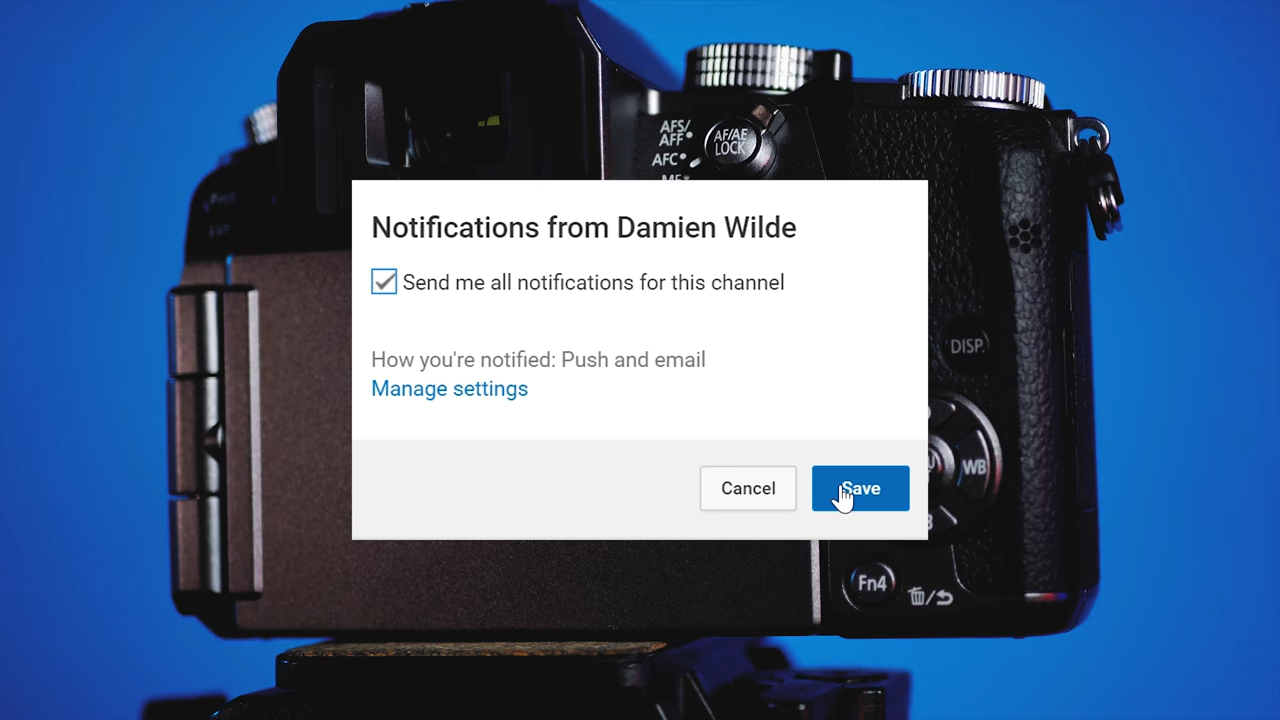 AFS/
AFF
AF/AE
LOCK
AFC
MF
Notifications from Damien Wilde
Send me all notifications for this channel
DISP.
How you're notified: Push and email
Manage settings
WB
Cancel
Save
Fn4